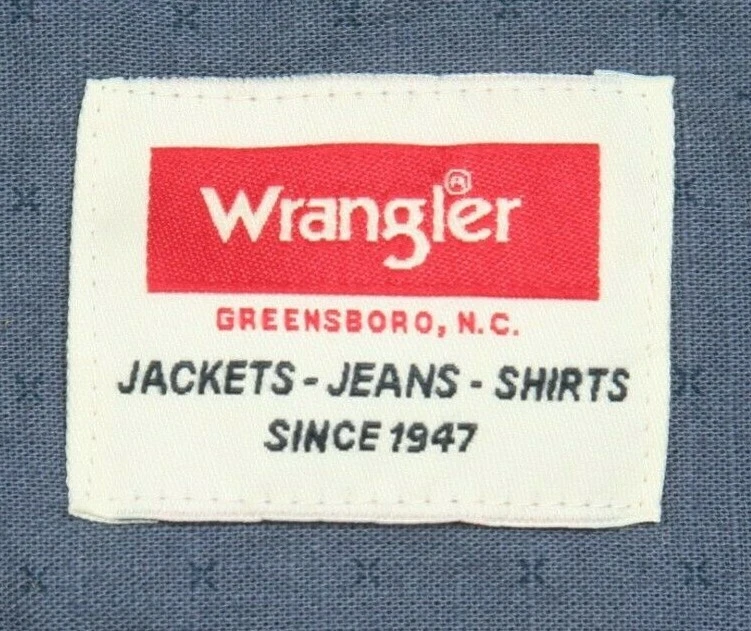 Wrangler®
GREENSBORO, N.C.
JACKETS - JEANS - SHIRTS
SINCE 1947